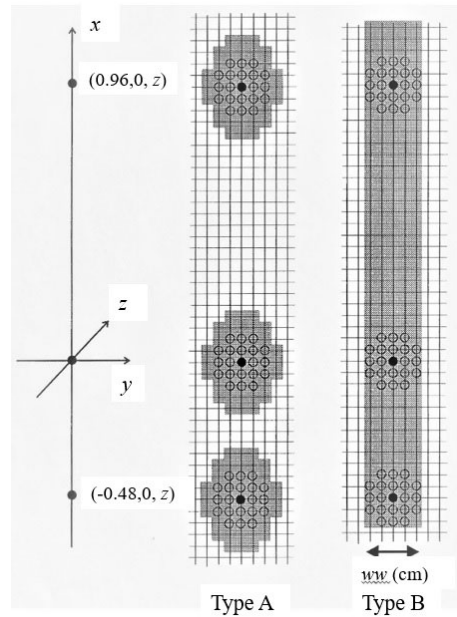 x
(0.96,0, z)
z
y
(-0.48,0, z)
ww (cm)
Type A
Type B